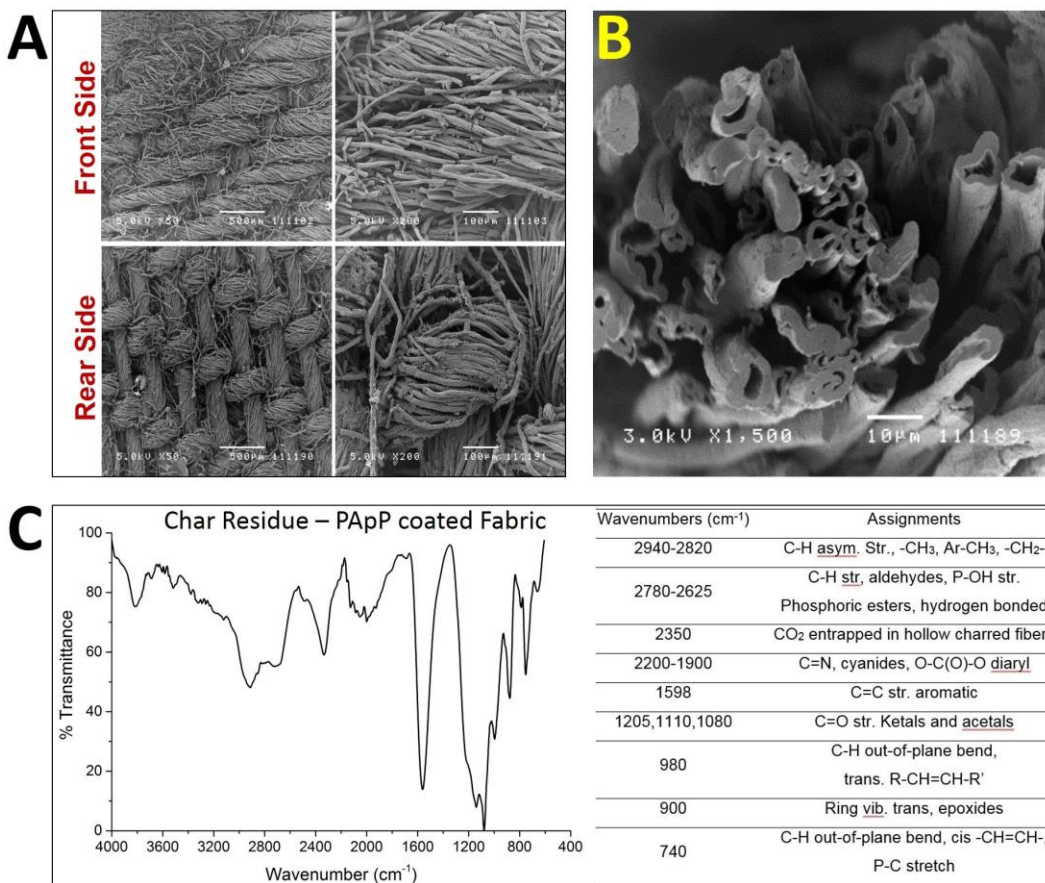 A
Front Side
5.0kV X50 500µm 111102
5.0kV X200 100µm 111103
Rear Side
5.0kV X50 500µm 111190
5.0kV X200 100µm 111191
B
3.0kV X1,500 10µm 111189
C
Char Residue – PApP coated Fabric
% Transmittance
100
80
60
40
20
0
4000 3600 3200 2800 2400 2000 1600 1200 800 400
Wavenumber (cm⁻¹)
Wavenumbers (cm⁻¹) Assignments
2940-2820 C-H asym. Str., -CH₃, Ar-CH₃, -CH₂-
2780-2625 C-H str, aldehydes, P-OH str.
Phosphoric esters, hydrogen bonded
2350 CO₂ entrapped in hollow charred fiber
2200-1900 C=N, cyanides, O-C(O)-O diaryl
1598 C=C str. aromatic
1205,1110,1080 C=O str. Ketals and acetals
980 C-H out-of-plane bend,
trans. R-CH=CH-R'
900 Ring vib. trans, epoxides
740 C-H out-of-plane bend, cis -CH=CH-,
P-C stretch